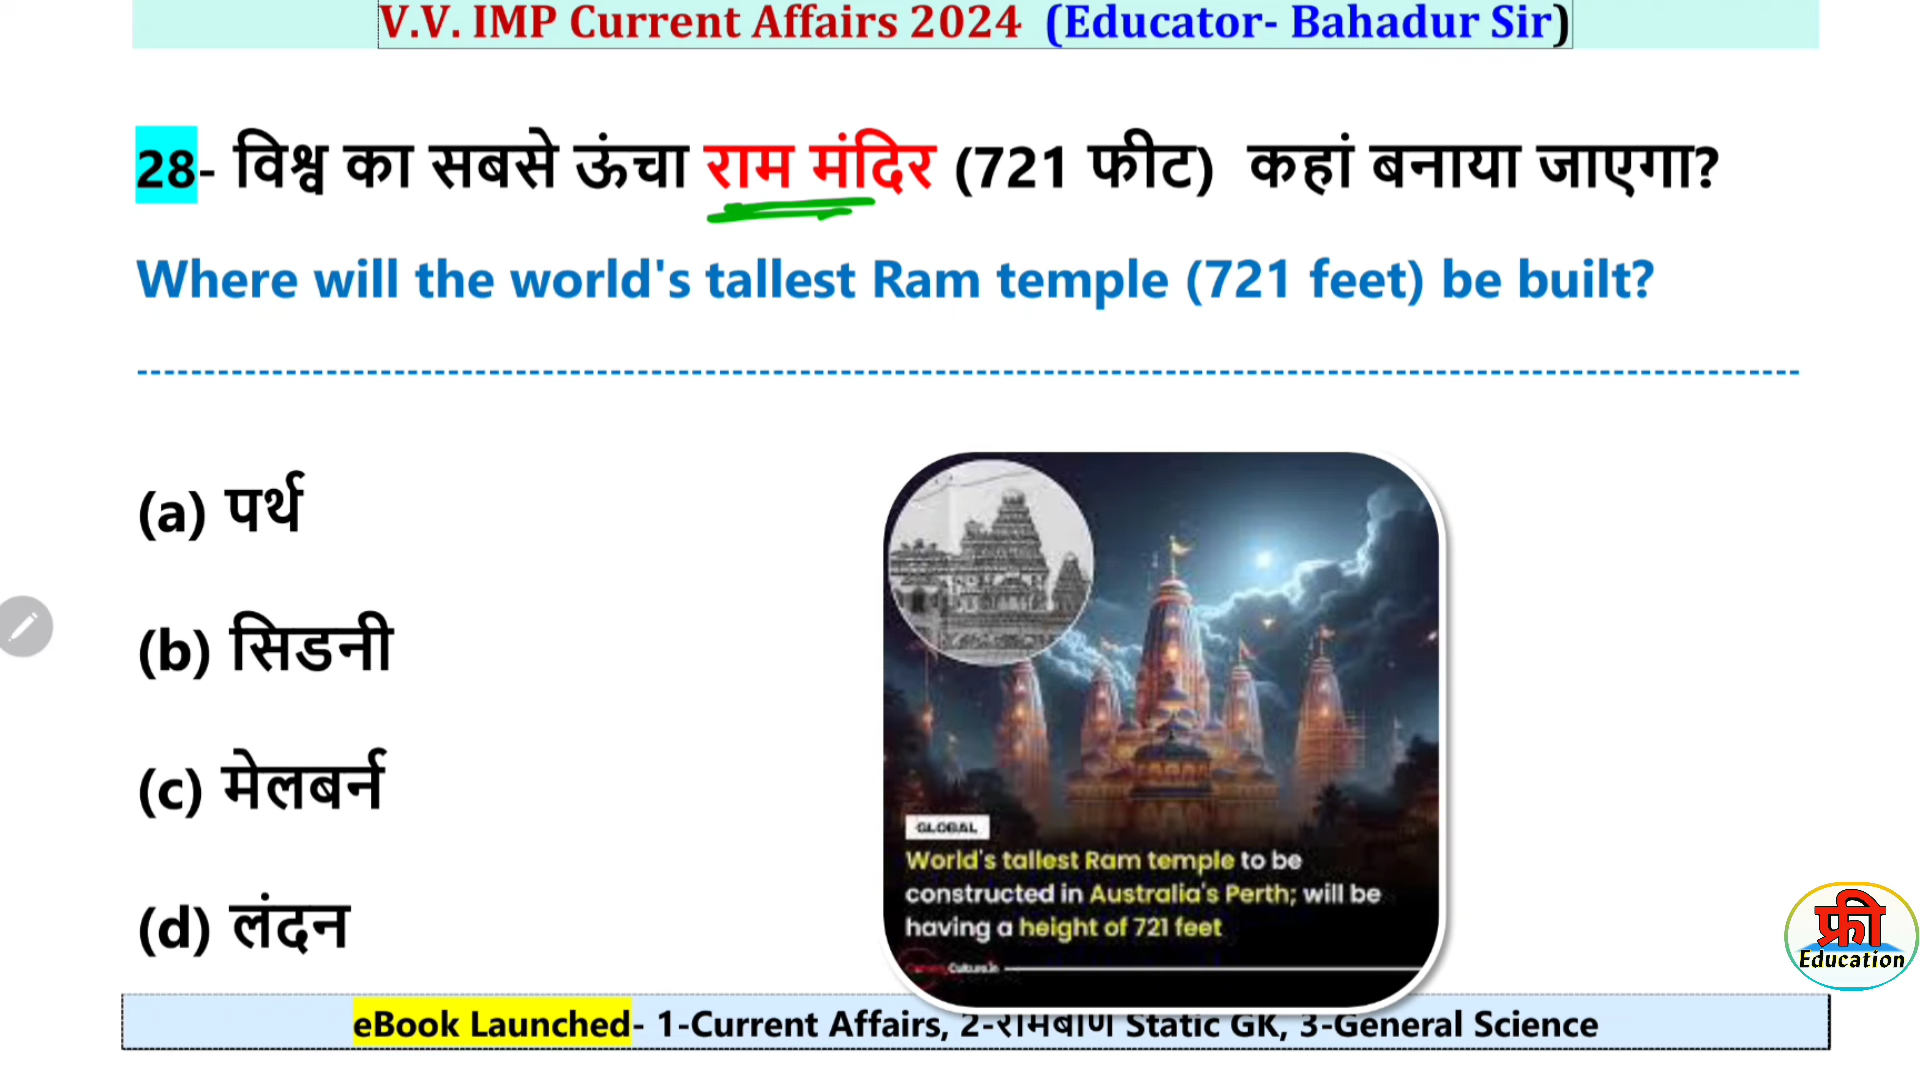 V.V. IMP Current Affairs 2024 (Educator- Bahadur Sir)
28- विश्व का सबसे ऊंचा राम मंदिर (721 फीट) कहां बनाया जाएगा?
Where will the world's tallest Ram temple (721 feet) be built?
(a) पर्थ
(b) सिडनी
(c) मेलबर्न
(d) लंदन
GLOBAL
World's tallest Ram temple to be
constructed in Australia's Perth; will be
having a height of 721 feet
फ्री
Education
eBook Launched- 1-Current Affairs, 2-रामबाण Static GK, 3-General Science